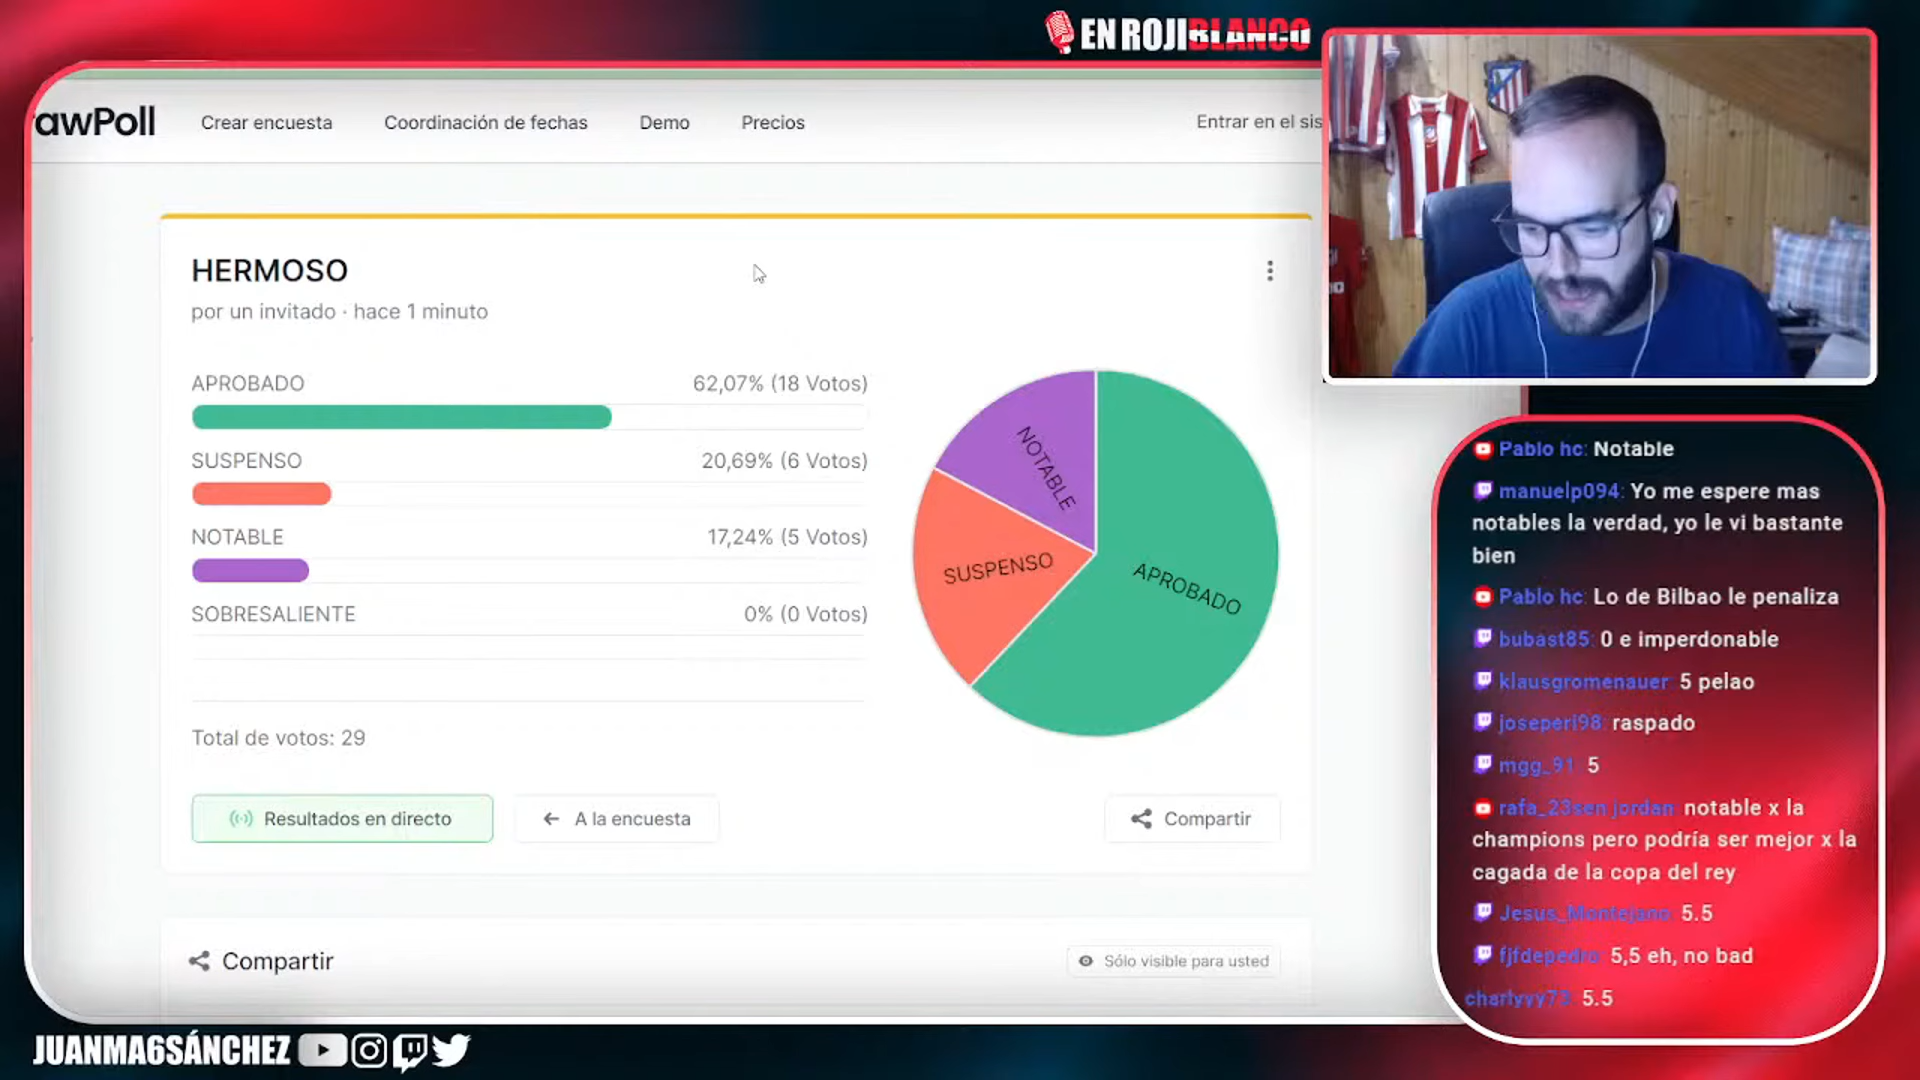 EN ROJIBLANCO
awPoll
Crear encuesta
Coordinación de fechas
Demo
Precios
Entrar en el sis
HERMOSO
por un invitado · hace 1 minuto
APROBADO
62,07% (18 Votos)
SUSPENSO
20,69% (6 Votos)
NOTABLE
17,24% (5 Votos)
SOBRESALIENTE
0% (0 Votos)
Total de votos: 29
NOTABLE
SUSPENSO
APROBADO
Resultados en directo
A la encuesta
Compartir
Compartir
Sólo visible para usted
Pablo hc: Notable
manuelp094: Yo me espere mas
notables la verdad, yo le vi bastante
bien
Pablo hc: Lo de Bilbao le penaliza
bubast85: 0 e imperdonable
klausgromenauer: 5 pelao
joseperi98: raspado
mgg_91: 5
rafa_23sen jordan: notable x la
champions pero podría ser mejor x la
cagada de la copa del rey
Jesus_Montejano: 5.5
fjfdepedro: 5,5 eh, no bad
charlyyy73: 5.5
JUANMA6SÁNCHEZ